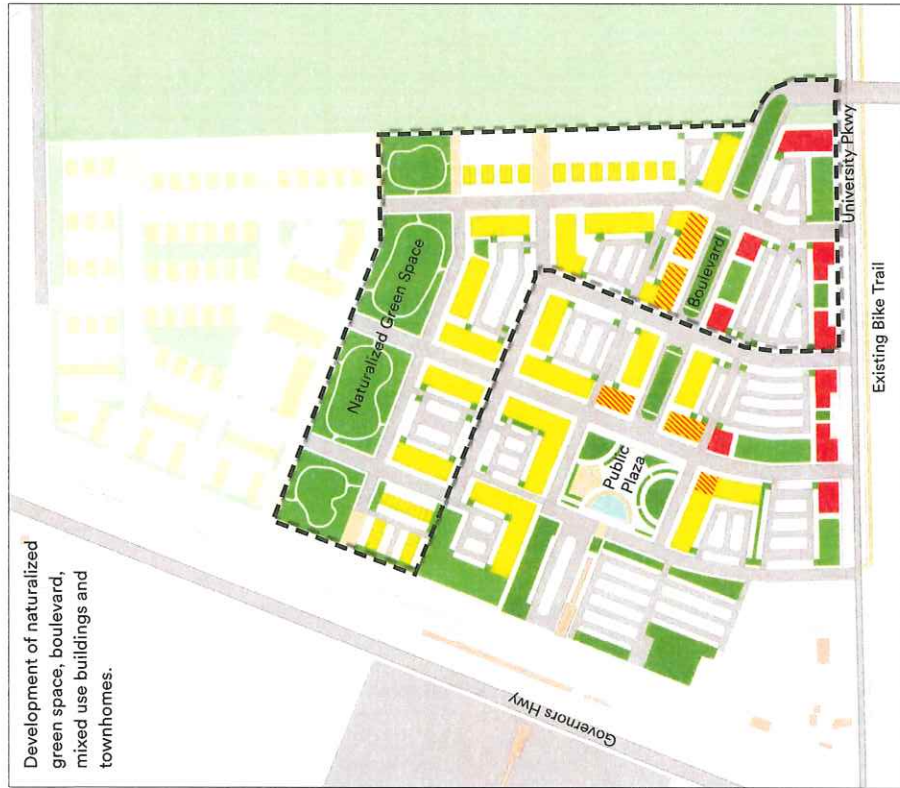 Development of naturalized
green space, boulevard,
mixed use buildings and
townhomes.
Naturalized Green Space
Boulevard
Public
Plaza
Governors Hwy
University Pkwy
Existing Bike Trail